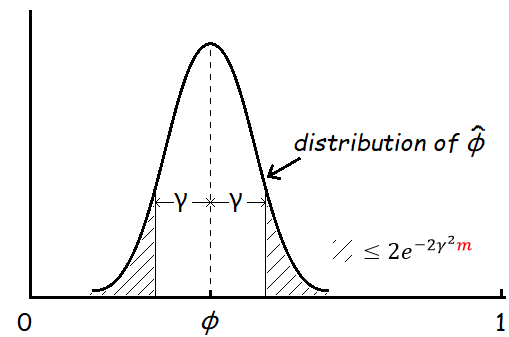 distribution of ϕ̂
γ γ
≤ 2e^{-2γ²m}
0 ϕ 1